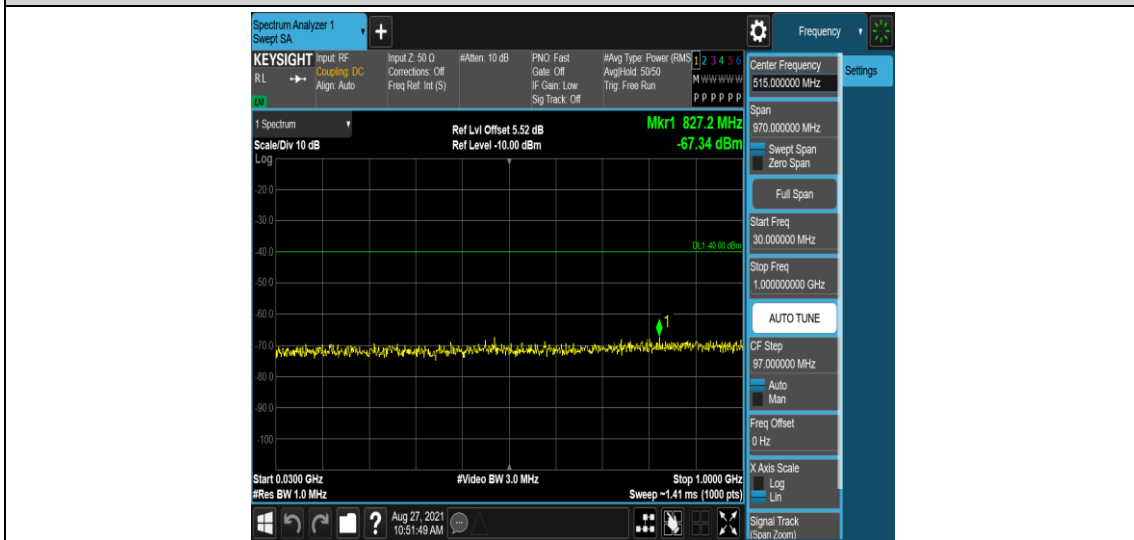 Spectrum Analyzer 1
Swept SA
+
Frequency
KEYSIGHT
RL
LXI
Input: RF
Coupling: DC
Align: Auto
Input Z: 50 Ω
Corrections: Off
Freq Ref: Int (S)
#Atten: 10 dB
PNO: Fast
Gate: Off
IF Gain: Low
Sig Track: Off
#Avg Type: Power (RMS
Avg|Hold: 50/50
Trig: Free Run
1 2 3 4 5 6
M W W W W W
P P P P P P
1 Spectrum
Scale/Div 10 dB
Ref Lvl Offset 5.52 dB
Ref Level -10.00 dBm
Mkr1 827.2 MHz
-67.34 dBm
Log
-20.0
-30.0
-40.0
-50.0
-60.0
-70.0
-80.0
-90.0
-100
DL1 -40.00 dBm
1
Start 0.0300 GHz
#Res BW 1.0 MHz
#Video BW 3.0 MHz
Stop 1.0000 GHz
Sweep ~1.41 ms (1000 pts)
?
Aug 27, 2021
10:51:49 AM
Center Frequency
515.000000 MHz
Settings
Span
970.000000 MHz
Swept Span
Zero Span
Full Span
Start Freq
30.000000 MHz
Stop Freq
1.000000000 GHz
AUTO TUNE
CF Step
97.000000 MHz
Auto
Man
Freq Offset
0 Hz
X Axis Scale
Log
Lin
Signal Track
(Span Zoom)